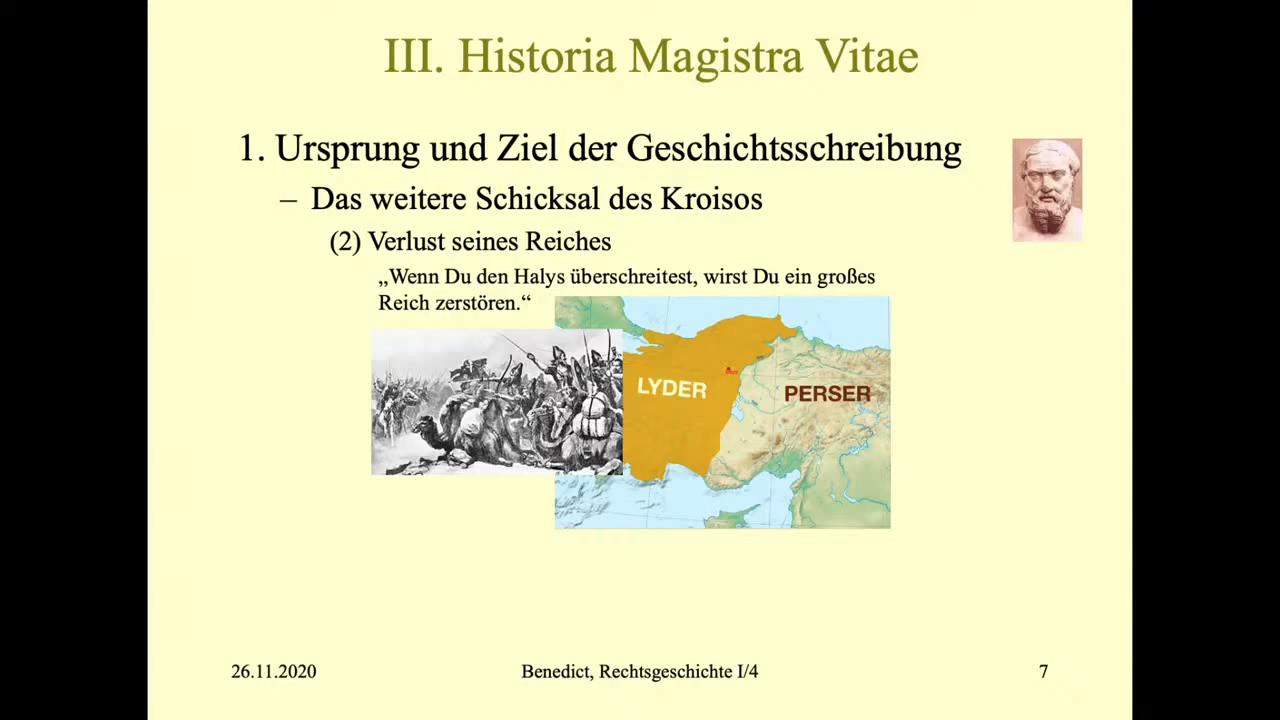 III. Historia Magistra Vitae
1. Ursprung und Ziel der Geschichtsschreibung
– Das weitere Schicksal des Kroisos
(2) Verlust seines Reiches
„Wenn Du den Halys überschreitest, wirst Du ein großes
Reich zerstören.“
LYDER
PERSER
26.11.2020
Benedict, Rechtsgeschichte I/4
7